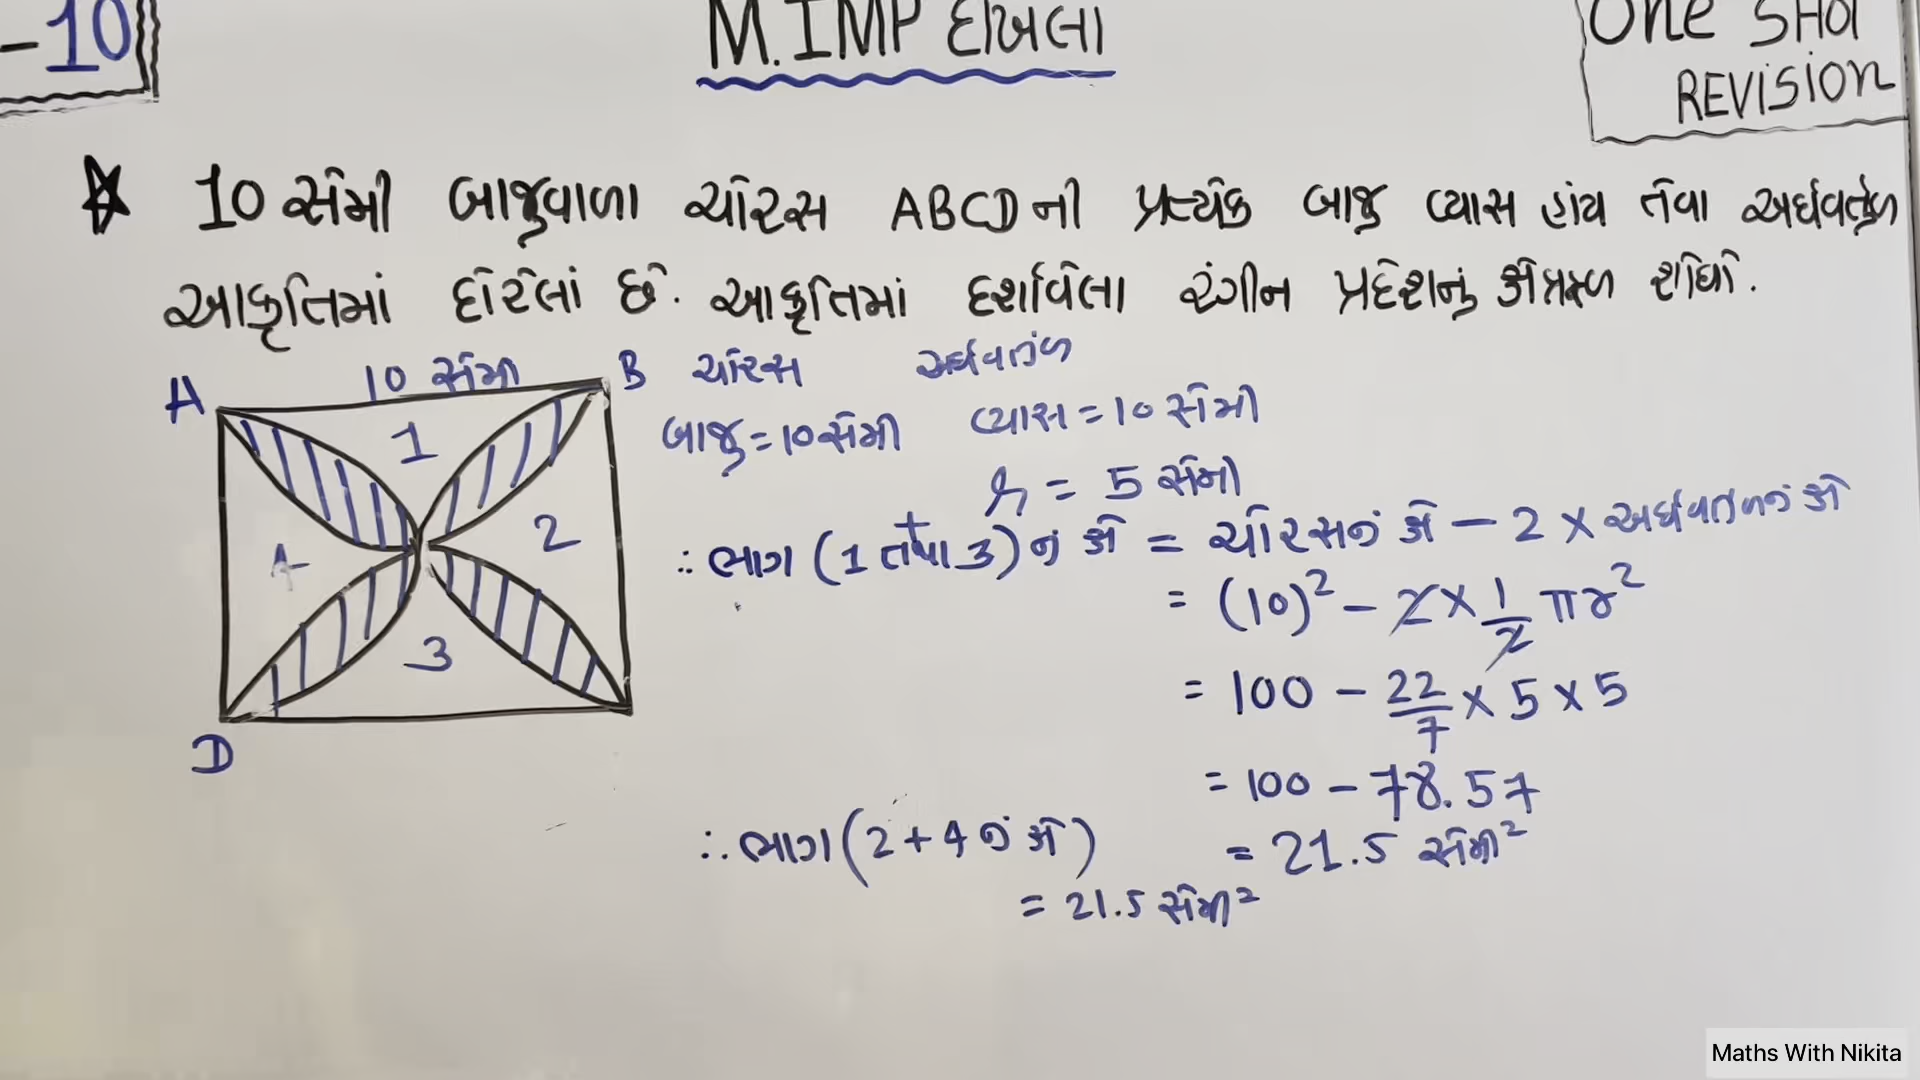 -10
M. IMP દાખલા
One SHot
REVISION
10 સેમી બાજુવાળા ચોરસ ABCD ની પ્રત્યેક બાજુ વ્યાસ હોય તેવા અર્ધવર્તુળ
આકૃતિમાં દોરેલાં છે. આકૃતિમાં દર્શાવેલા રંગીન પ્રદેશનું ક્ષેત્રફળ શોધો.
A 10 સેમી B
1
2
4
3
D
ચોરસ અર્ધવર્તુળ
બાજુ = 10 સેમી વ્યાસ = 10 સેમી
r = 5 સેમી
∴ ભાગ (1 તથા 3) નું ક્ષે = ચોરસનું ક્ષે - 2 × અર્ધવર્તુળનું ક્ષે
= (10)² - 2 × 1/2 πr²
= 100 - 22/7 × 5 × 5
= 100 - 78.57
= 21.5 સેમી²
∴ ભાગ (2 + 4 નું ક્ષે)
= 21.5 સેમી²
Maths With Nikita